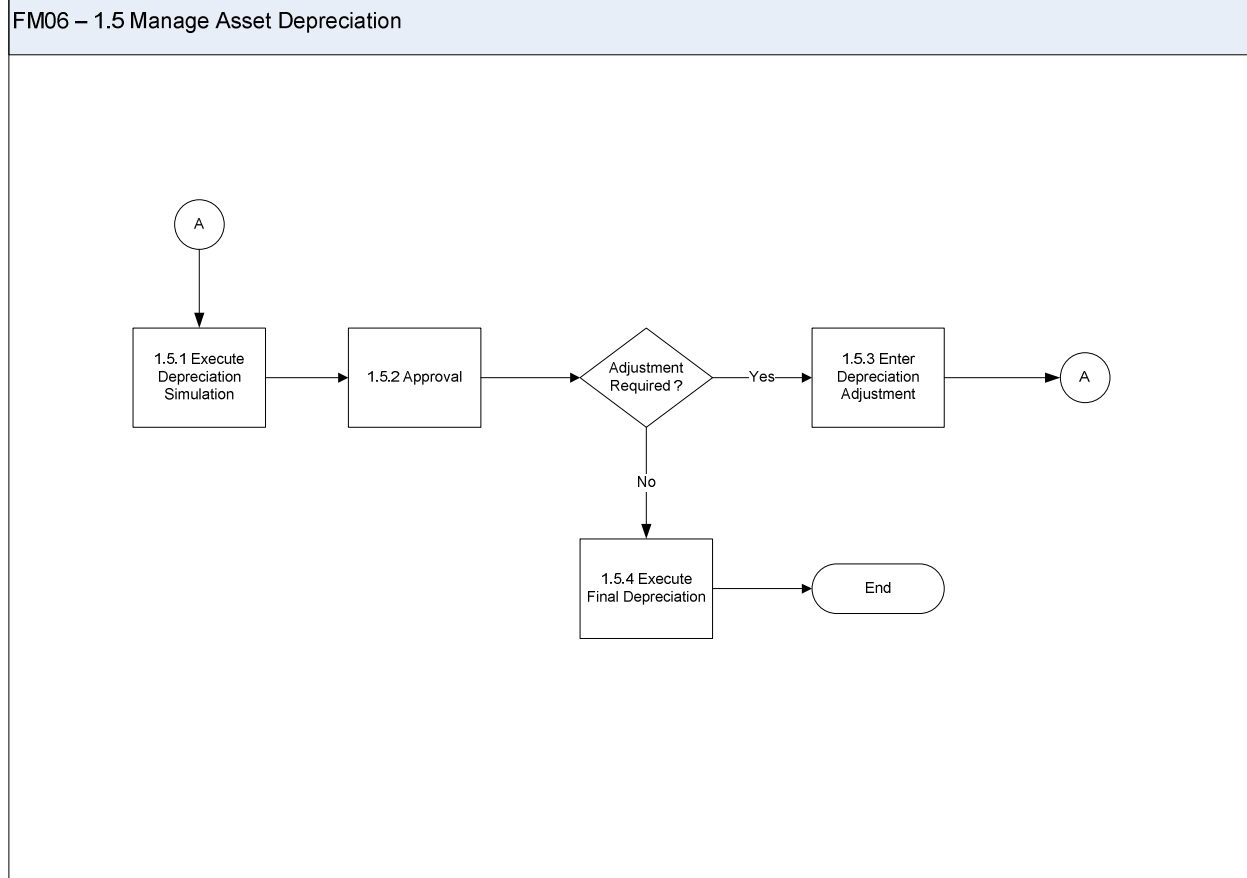 FM06 – 1.5 Manage Asset Depreciation
A
1.5.1 Execute
Depreciation
Simulation
1.5.2 Approval
Adjustment
Required?
Yes
1.5.3 Enter
Depreciation
Adjustment
A
No
1.5.4 Execute
Final Depreciation
End